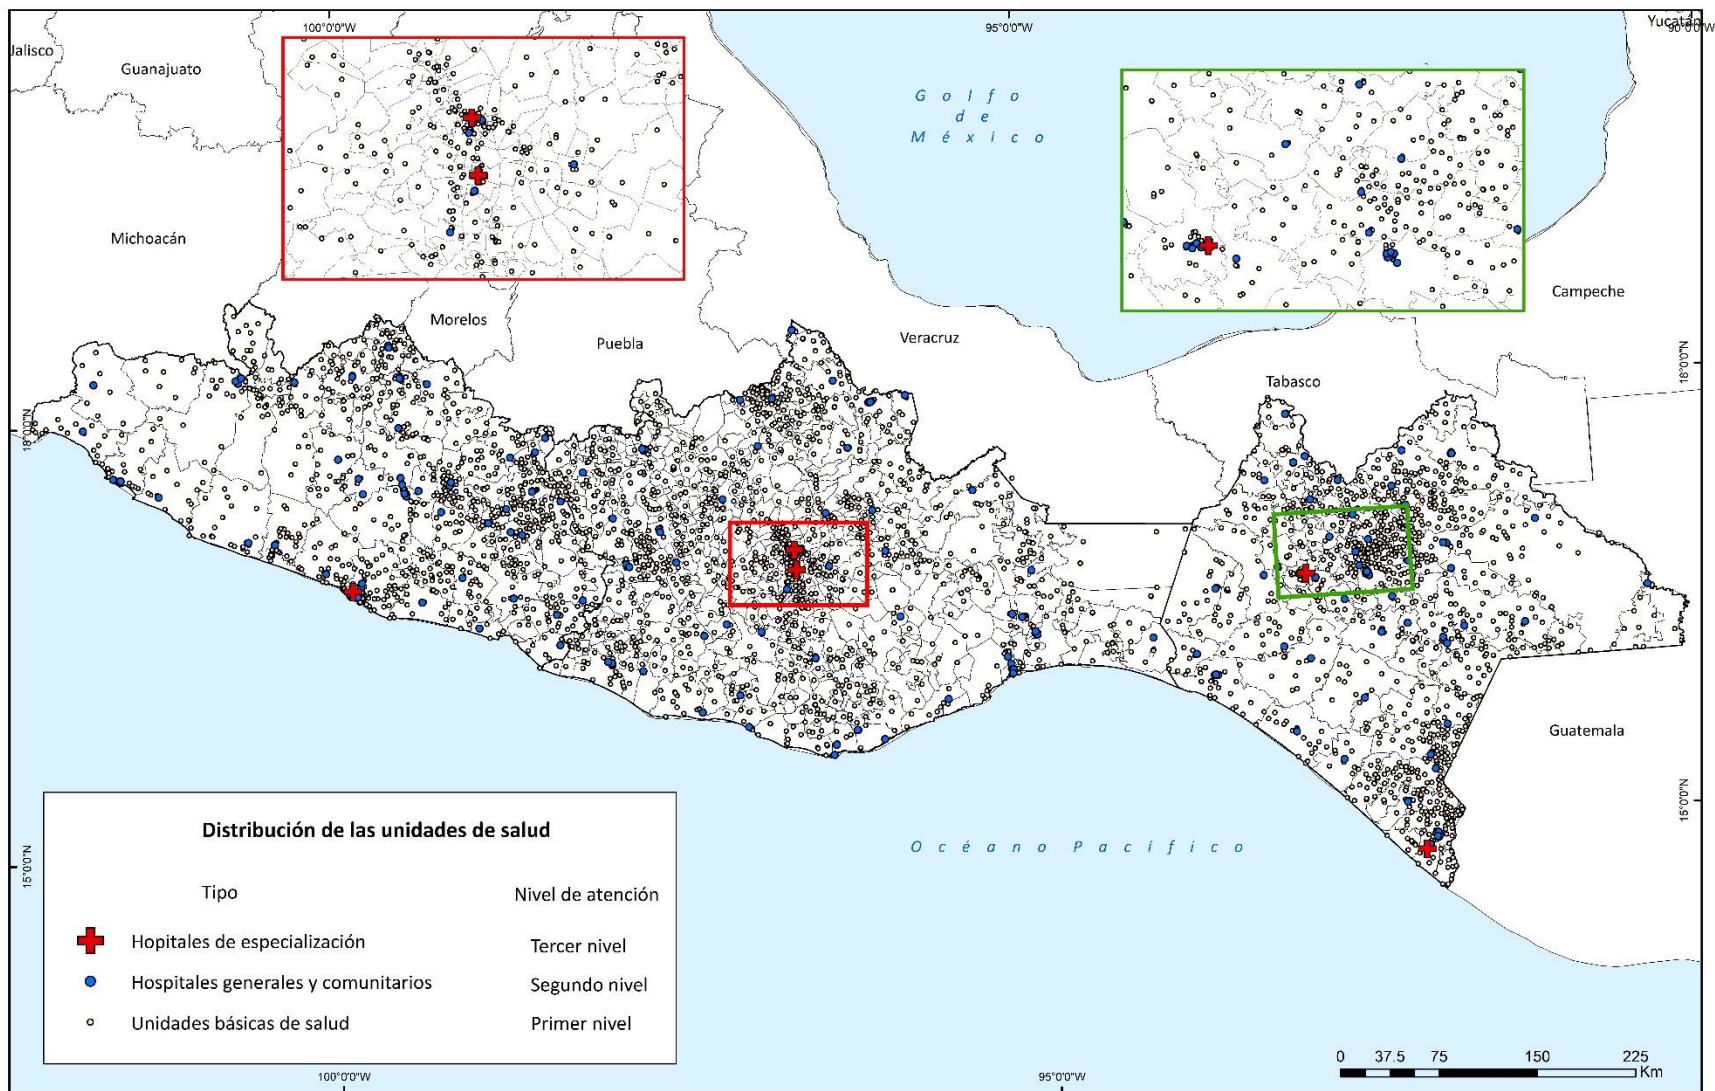 100°0'0"W
95°0'0"W
90°0'0"W
Yucatán
Jalisco
Guanajuato
Golfo
de
México
Michoacán
Campeche
Morelos
Puebla
Veracruz
Tabasco
18°0'0"N
18°0'0"N
Guatemala
15°0'0"N
15°0'0"N
Océano Pacífico
Distribución de las unidades de salud
Tipo
Nivel de atención
Hopitales de especialización
Tercer nivel
Hospitales generales y comunitarios
Segundo nivel
Unidades básicas de salud
Primer nivel
0 37.5 75 150 225
Km
100°0'0"W
95°0'0"W